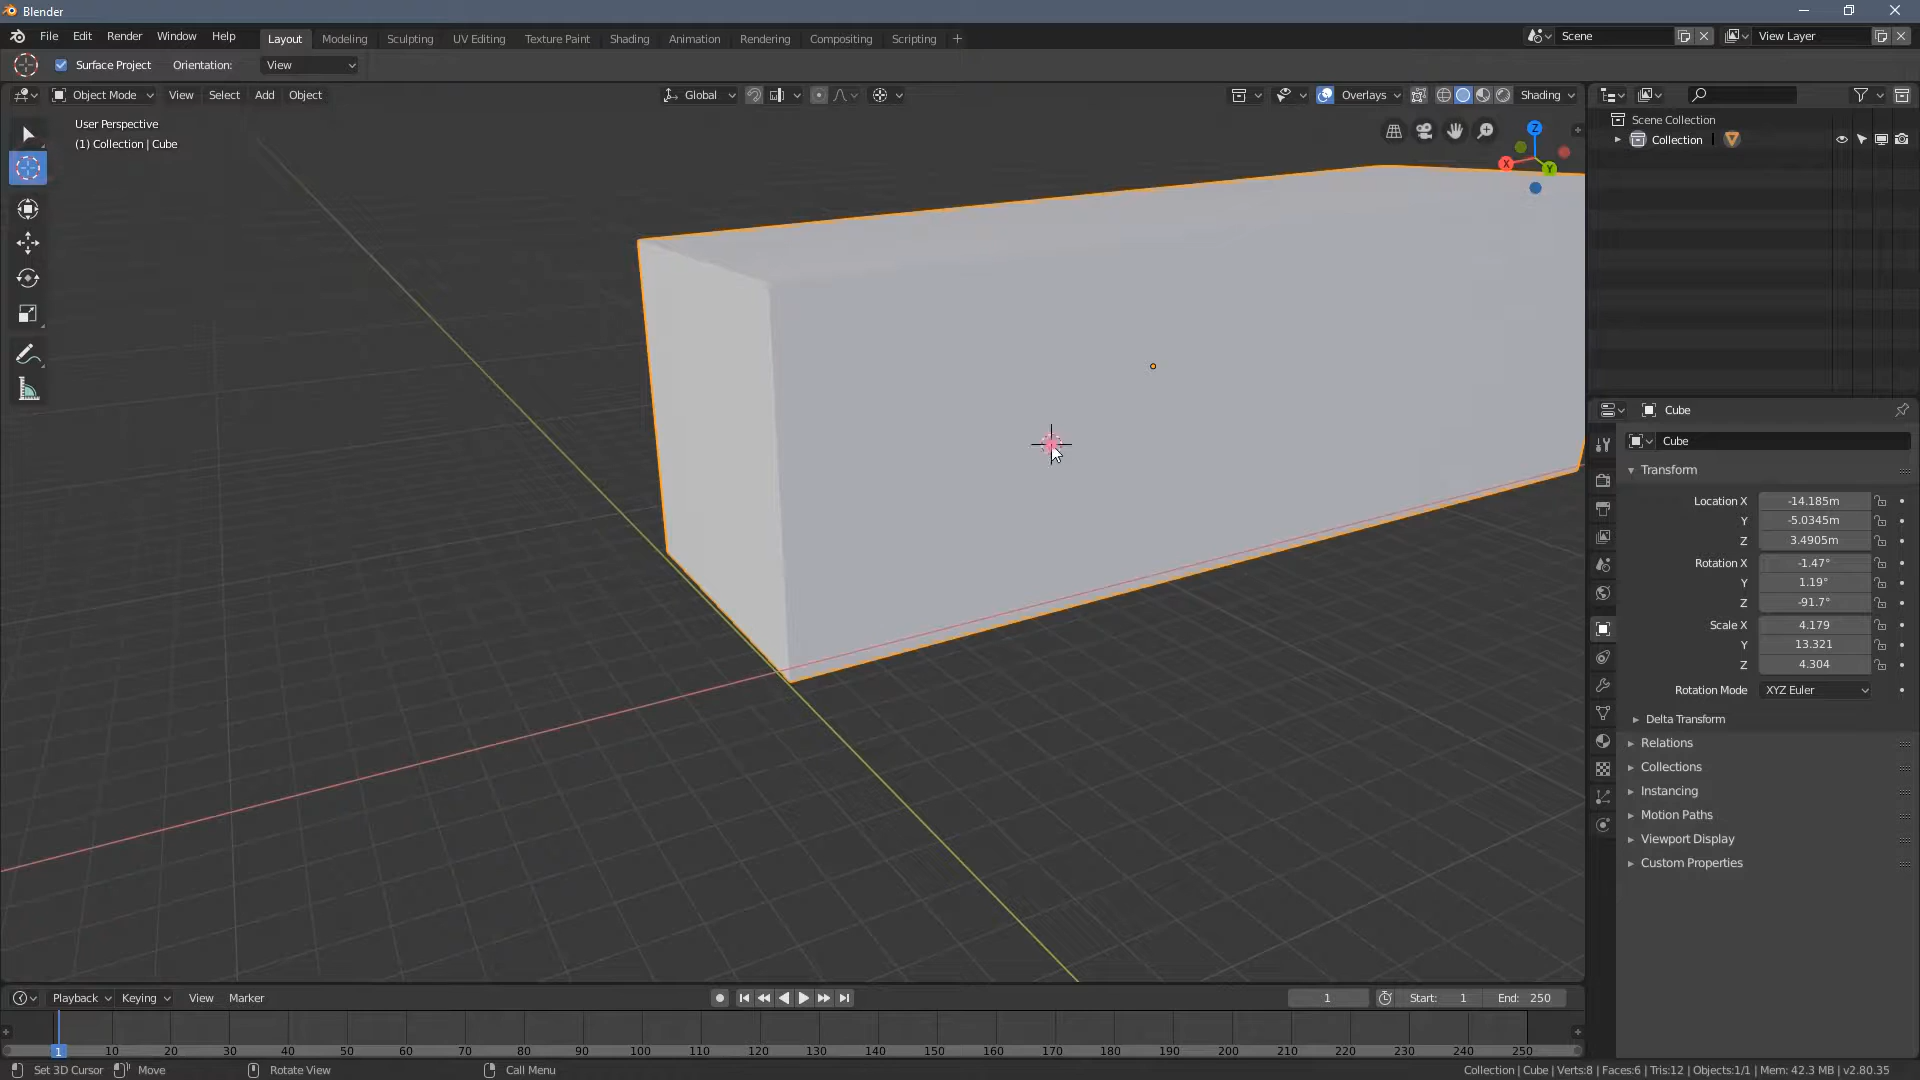 Blender
File Edit Render Window Help Layout Modeling Sculpting UV Editing Texture Paint Shading Animation Rendering Compositing Scripting + Scene View Layer
Surface Project Orientation: View
Object Mode View Select Add Object Global Overlays Shading
User Perspective
(1) Collection | Cube
Z
X
Y
Scene Collection
Collection
Cube
Cube
Transform
Location X -14.185m
Y -5.0345m
Z 3.4905m
Rotation X -1.47°
Y 1.19°
Z -91.7°
Scale X 4.179
Y 13.321
Z 4.304
Rotation Mode XYZ Euler
Delta Transform
Relations
Collections
Instancing
Motion Paths
Viewport Display
Custom Properties
Playback Keying View Marker 1 Start: 1 End: 250
1 10 20 30 40 50 60 70 80 90 100 110 120 130 140 150 160 170 180 190 200 210 220 230 240 250
Set 3D Cursor Move Rotate View Call Menu Collection | Cube | Verts:8 | Faces:6 | Tris:12 | Objects:1/1 | Mem: 42.3 MB | v2.80.35